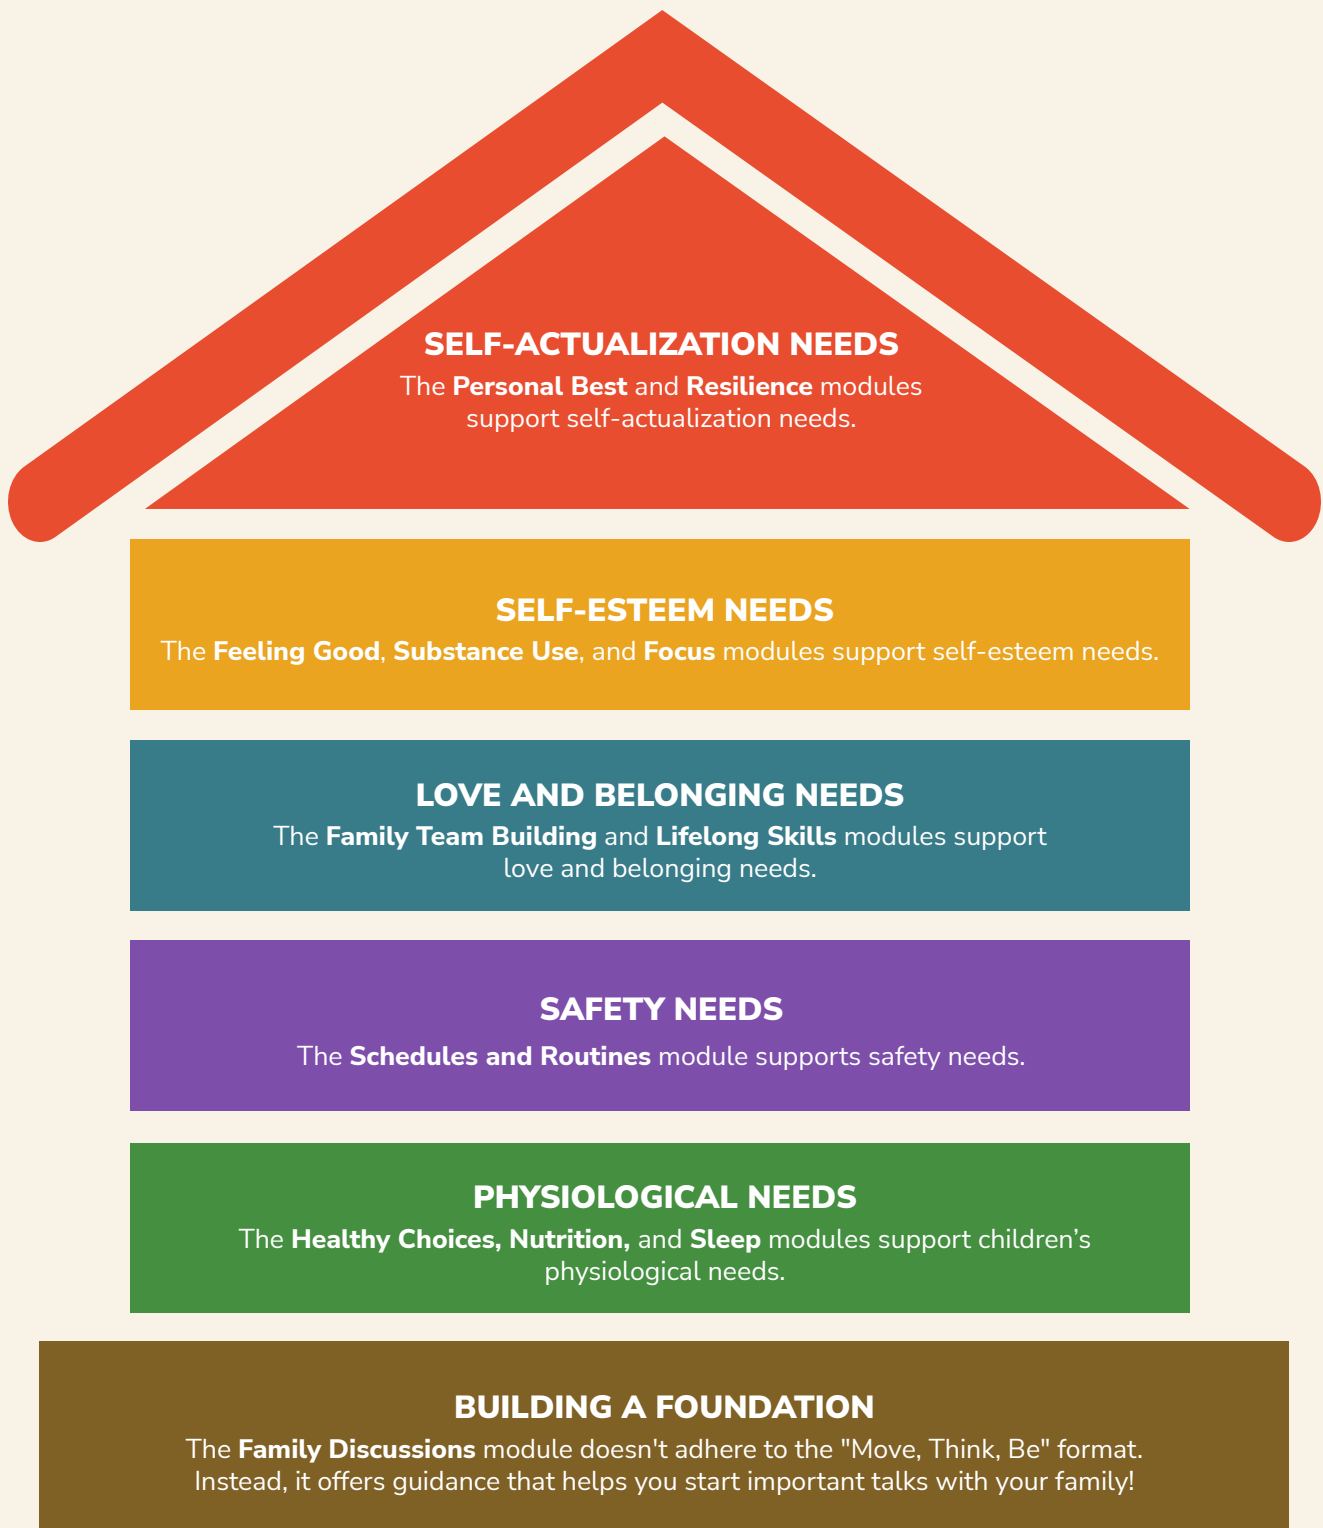 SELF-ACTUALIZATION NEEDS
The Personal Best and Resilience modules
support self-actualization needs.
SELF-ESTEEM NEEDS
The Feeling Good, Substance Use, and Focus modules support self-esteem needs.
LOVE AND BELONGING NEEDS
The Family Team Building and Lifelong Skills modules support
love and belonging needs.
SAFETY NEEDS
The Schedules and Routines module supports safety needs.
PHYSIOLOGICAL NEEDS
The Healthy Choices, Nutrition, and Sleep modules support children’s
physiological needs.
BUILDING A FOUNDATION
The Family Discussions module doesn't adhere to the "Move, Think, Be" format.
Instead, it offers guidance that helps you start important talks with your family!